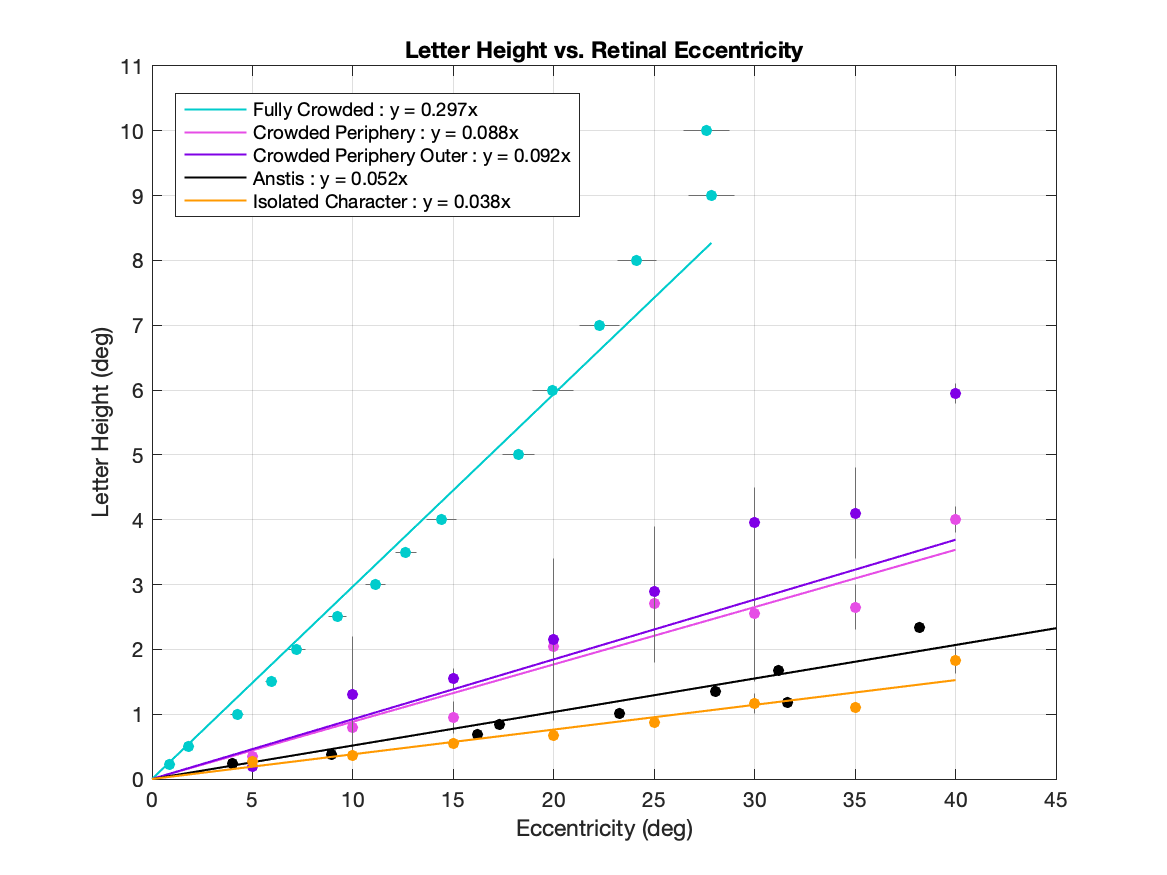 Letter Height vs. Retinal Eccentricity
11
10
9
8
7
6
5
4
3
2
1
0
Letter Height (deg)
Fully Crowded : y = 0.297x
Crowded Periphery : y = 0.088x
Crowded Periphery Outer : y = 0.092x
Anstis : y = 0.052x
Isolated Character : y = 0.038x
0 5 10 15 20 25 30 35 40 45
Eccentricity (deg)